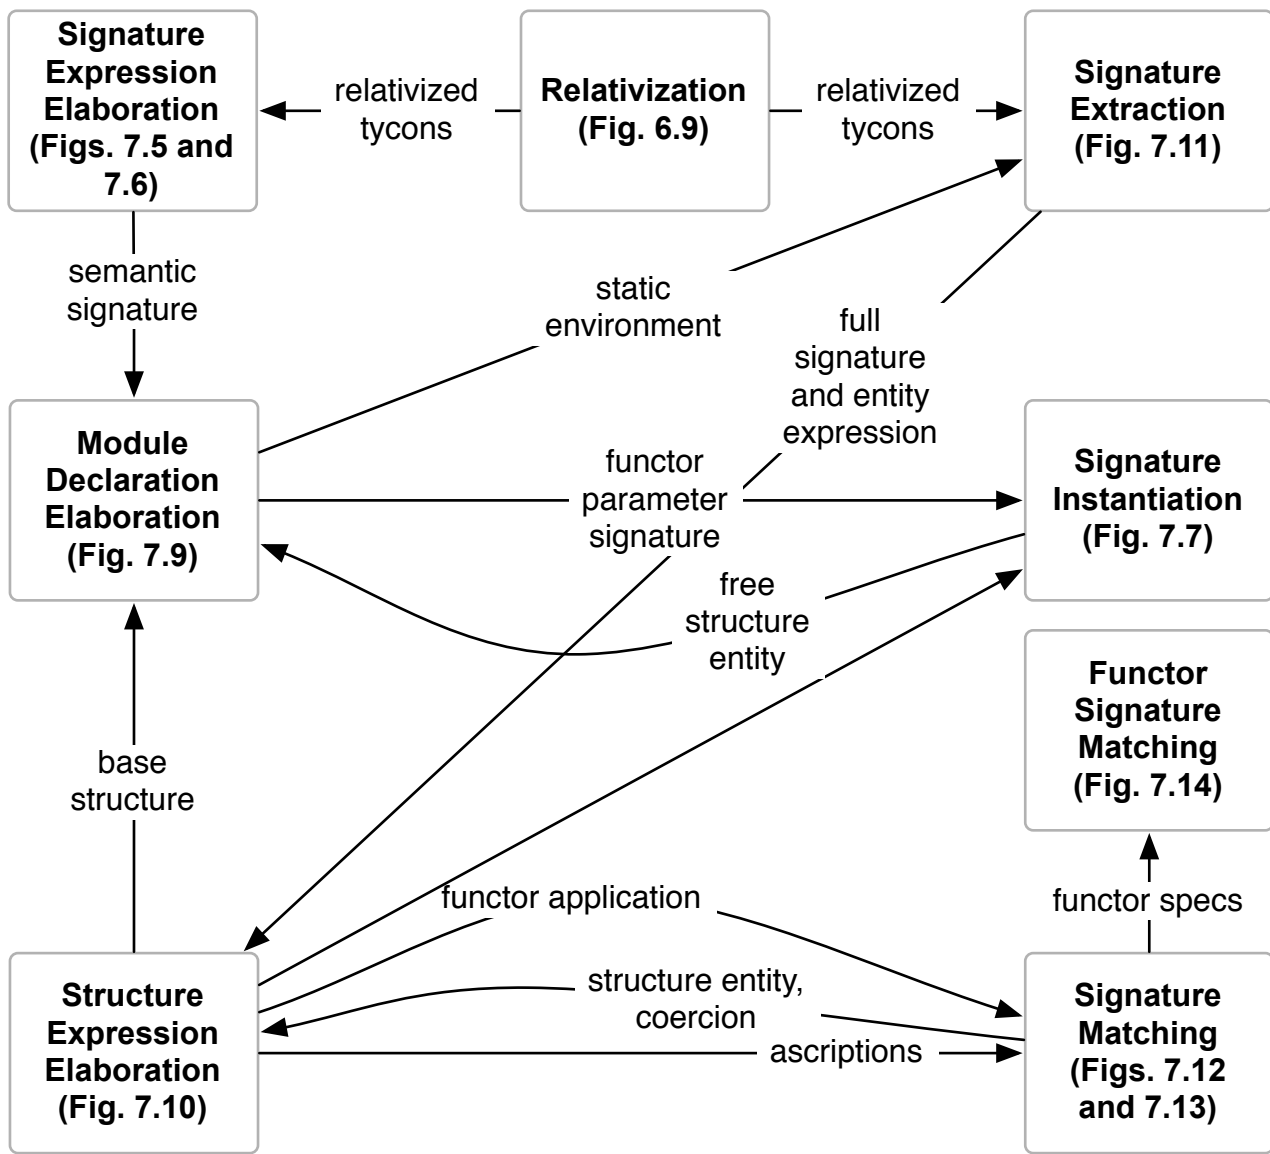 Signature
Expression
Elaboration
(Figs. 7.5 and
7.6)
relativized
tycons
Relativization
(Fig. 6.9)
relativized
tycons
Signature
Extraction
(Fig. 7.11)
semantic
signature
static
environment
full
signature
and entity
expression
Module
Declaration
Elaboration
(Fig. 7.9)
functor
parameter
signature
Signature
Instantiation
(Fig. 7.7)
free
structure
entity
Functor
Signature
Matching
(Fig. 7.14)
base
structure
functor application
functor specs
Structure
Expression
Elaboration
(Fig. 7.10)
structure entity,
coercion
ascriptions
Signature
Matching
(Figs. 7.12
and 7.13)